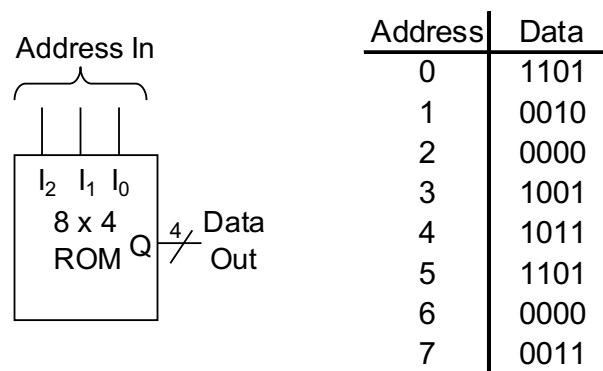 Address In
I₂ I₁ I₀
8 x 4
ROM
Q
4
Data
Out
Address Data
0 1101
1 0010
2 0000
3 1001
4 1011
5 1101
6 0000
7 0011